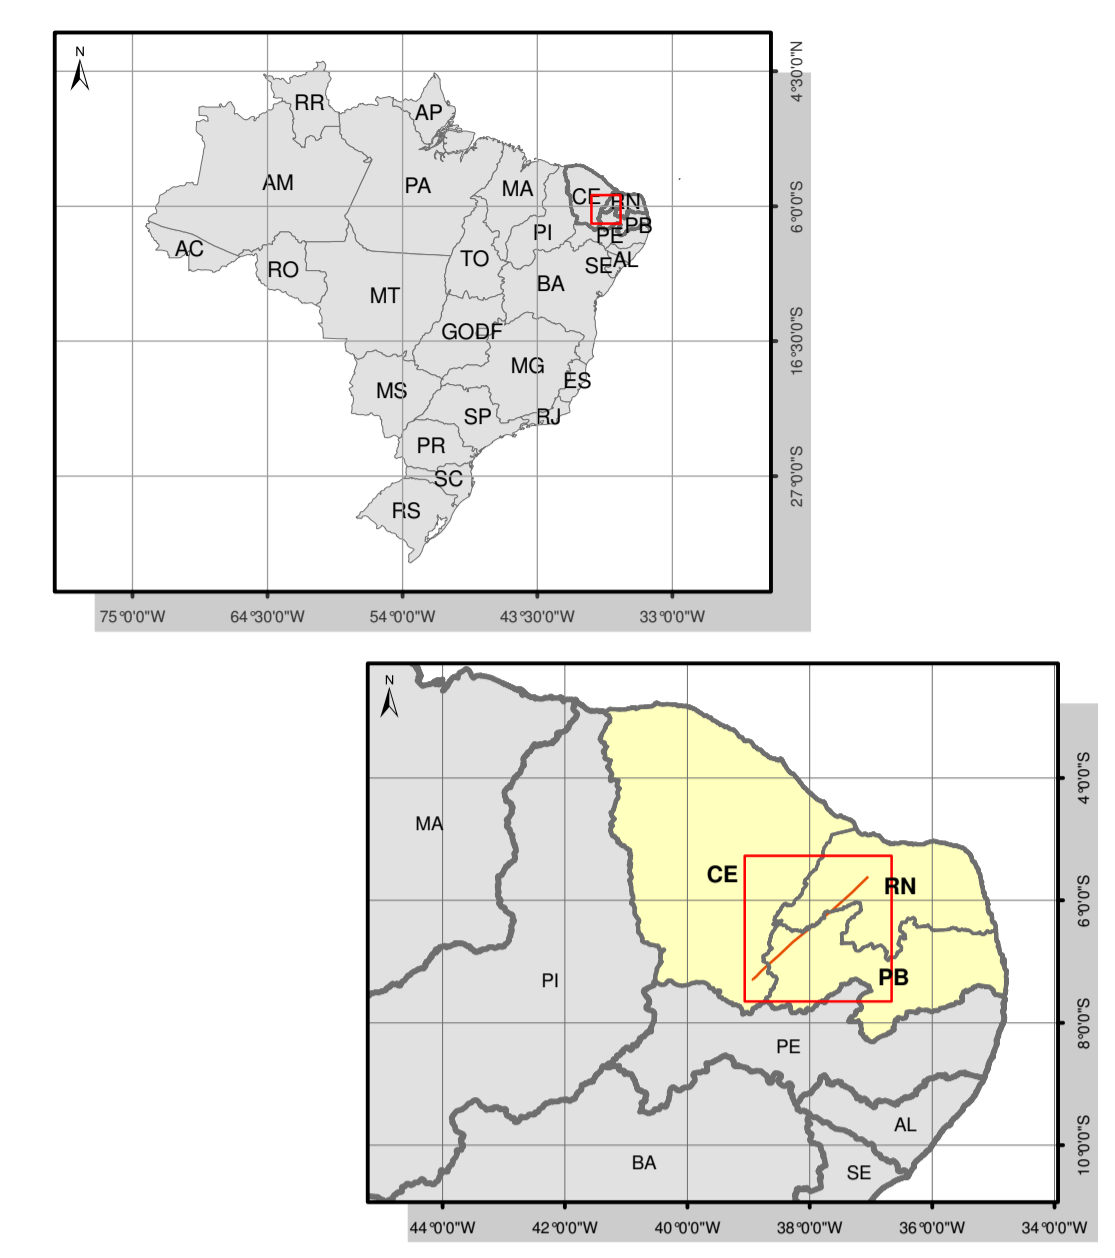 N
4°30'0"N
RR
AP
AM
PA
MA
CE
RN
6°0'0"S
PI
PB
PE
AC
RO
TO
SE
AL
MT
BA
GO
DF
16°30'0"S
MG
MS
ES
SP
RJ
PR
SC
27°0'0"S
RS
75°0'0"W
64°30'0"W
54°0'0"W
43°30'0"W
33°0'0"W
N
4°0'0"S
MA
CE
RN
6°0'0"S
PI
PB
8°0'0"S
PE
AL
10°0'0"S
BA
SE
44°0'0"W
42°0'0"W
40°0'0"W
38°0'0"W
36°0'0"W
34°0'0"W